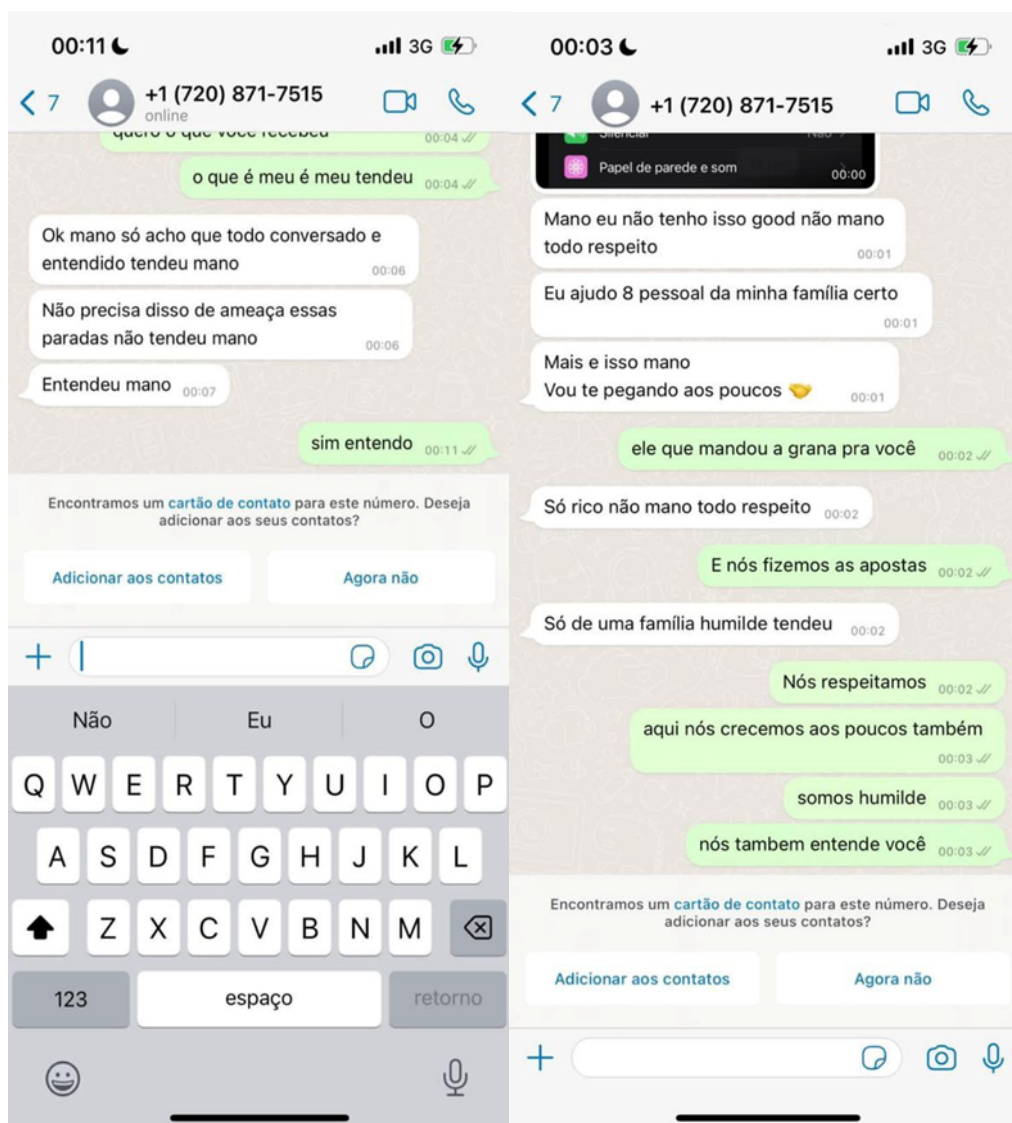 00:11
3G
7
+1 (720) 871-7515
online
quero o que você recebeu
00:04
o que é meu é meu tendeu 00:04
Ok mano só acho que todo conversado e
entendido tendeu mano
00:06
Não precisa disso de ameaça essas
paradas não tendeu mano
00:06
Entendeu mano 00:07
sim entendo 00:11
Encontramos um cartão de contato para este número. Deseja
adicionar aos seus contatos?
Adicionar aos contatos
Agora não
Não
Eu
O
Q W E R T Y U I O P
A S D F G H J K L
Z X C V B N M
123
espaço
retorno
00:03
3G
7
+1 (720) 871-7515
Silenciar
Não
Papel de parede e som
00:00
Mano eu não tenho isso good não mano
todo respeito
00:01
Eu ajudo 8 pessoal da minha família certo
00:01
Mais e isso mano
Vou te pegando aos poucos 🤝
00:01
ele que mandou a grana pra você 00:02
Só rico não mano todo respeito 00:02
E nós fizemos as apostas 00:02
Só de uma família humilde tendeu 00:02
Nós respeitamos 00:02
aqui nós crecemos aos poucos também
00:03
somos humilde 00:03
nós tambem entende você 00:03
Encontramos um cartão de contato para este número. Deseja
adicionar aos seus contatos?
Adicionar aos contatos
Agora não